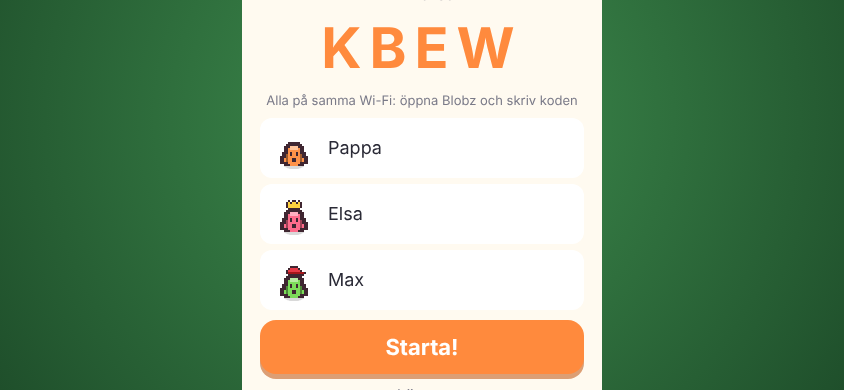 KBEW
Alla på samma Wi-Fi: öppna Blobz och skriv koden
Pappa
Elsa
Max
Starta!